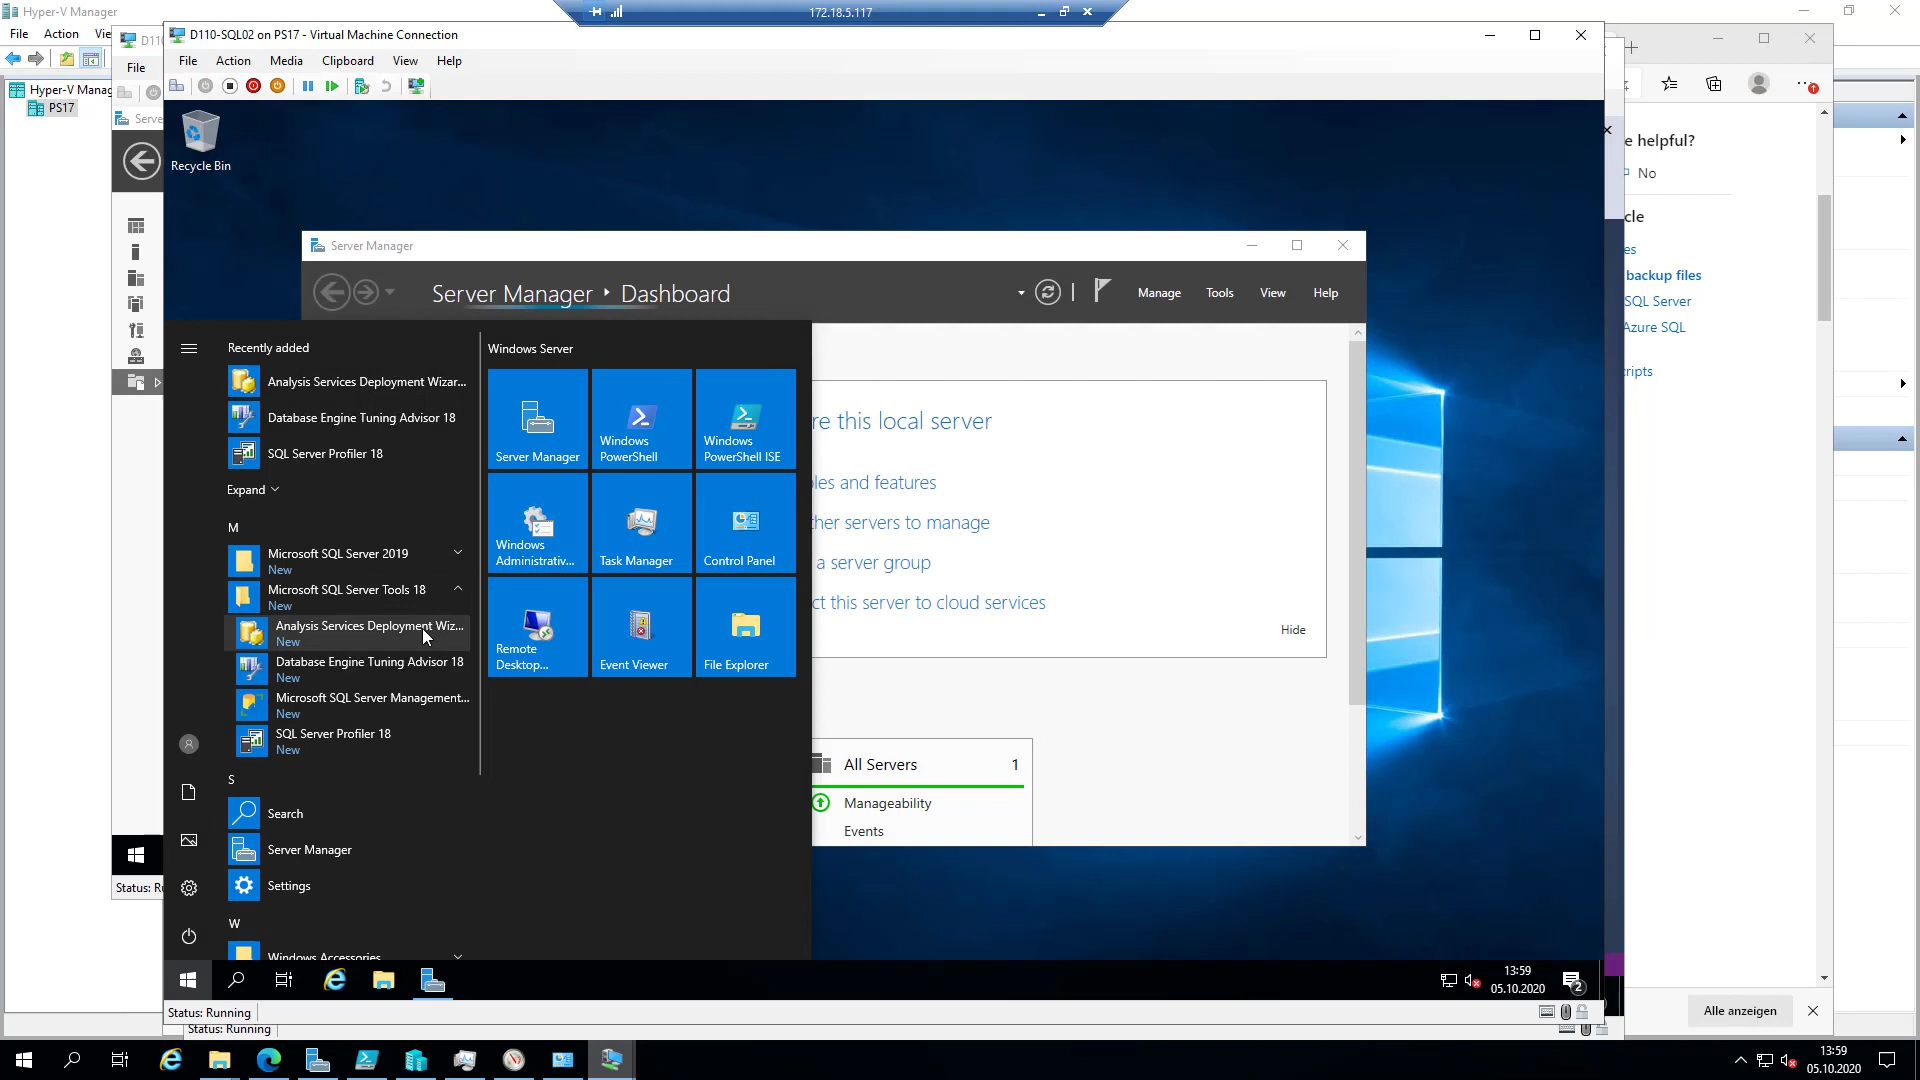 Hyper-V Manager
172.18.5.117
File Action
D110-SQL02 on PS17 - Virtual Machine Connection
File
File Action Media Clipboard View Help
Hyper-V Manag
PS17
Recycle Bin
e helpful?
No
cle
es
backup files
SQL Server
Azure SQL
cripts
Server Manager
Server Manager ‣ Dashboard
Manage Tools View Help
re this local server
les and features
her servers to manage
a server group
ct this server to cloud services
Hide
All Servers 1
Manageability
Events
Recently added
Analysis Services Deployment Wizar...
Database Engine Tuning Advisor 18
SQL Server Profiler 18
Expand
M
Microsoft SQL Server 2019
New
Microsoft SQL Server Tools 18
New
Analysis Services Deployment Wiz...
New
Database Engine Tuning Advisor 18
New
Microsoft SQL Server Management...
New
SQL Server Profiler 18
New
S
Search
Server Manager
Settings
W
Windows Accessories
Windows Server
Server Manager
Windows PowerShell
Windows PowerShell ISE
Windows Administrativ...
Task Manager
Control Panel
Remote Desktop...
Event Viewer
File Explorer
13:59
05.10.2020
2
Status: Running
Status: Running
Alle anzeigen
13:59
05.10.2020